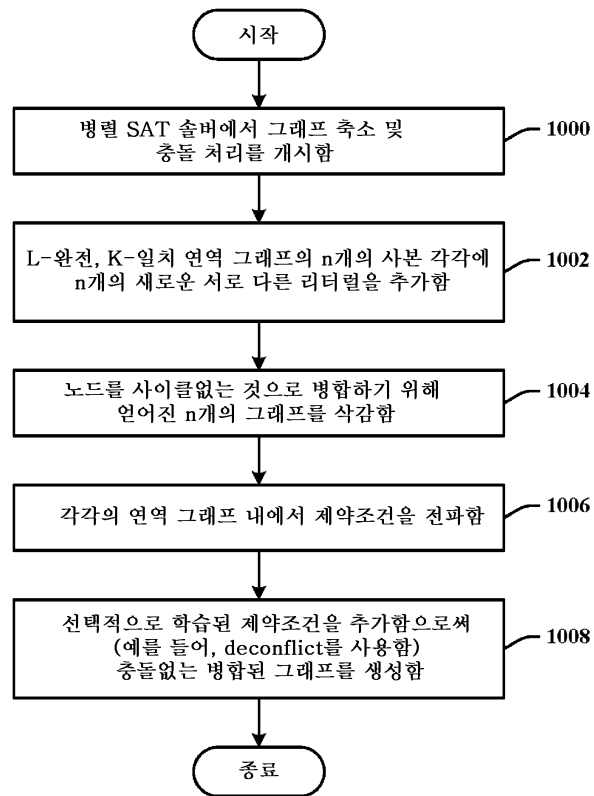 시작
병렬 SAT 솔버에서 그래프 축소 및
충돌 처리를 개시함
1000
L-완전, K-일치 연역 그래프의 n개의 사본 각각에
n개의 새로운 서로 다른 리터럴을 추가함
1002
노드를 사이클없는 것으로 병합하기 위해
얻어진 n개의 그래프를 삭감함
1004
각각의 연역 그래프 내에서 제약조건을 전파함
1006
선택적으로 학습된 제약조건을 추가함으로써
(예를 들어, deconflict를 사용함)
충돌없는 병합된 그래프를 생성함
1008
종료